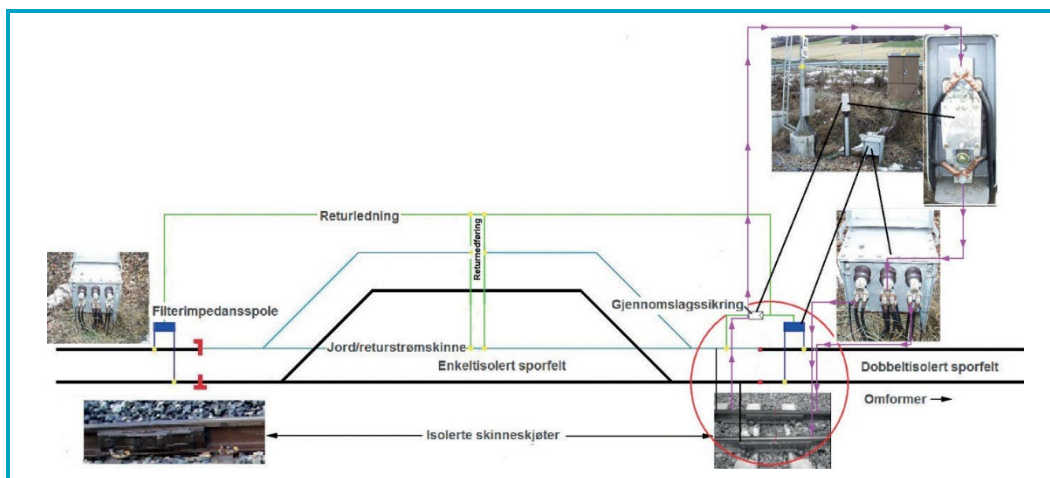 Returledning
Returnedføring
Filterimpedansspole
Gjennomslagssikring
Jord/returstrømskinne
Enkeltisolert sporfelt
Dobbeltisolert sporfelt
Omformer
Isolerte skinneskjøter